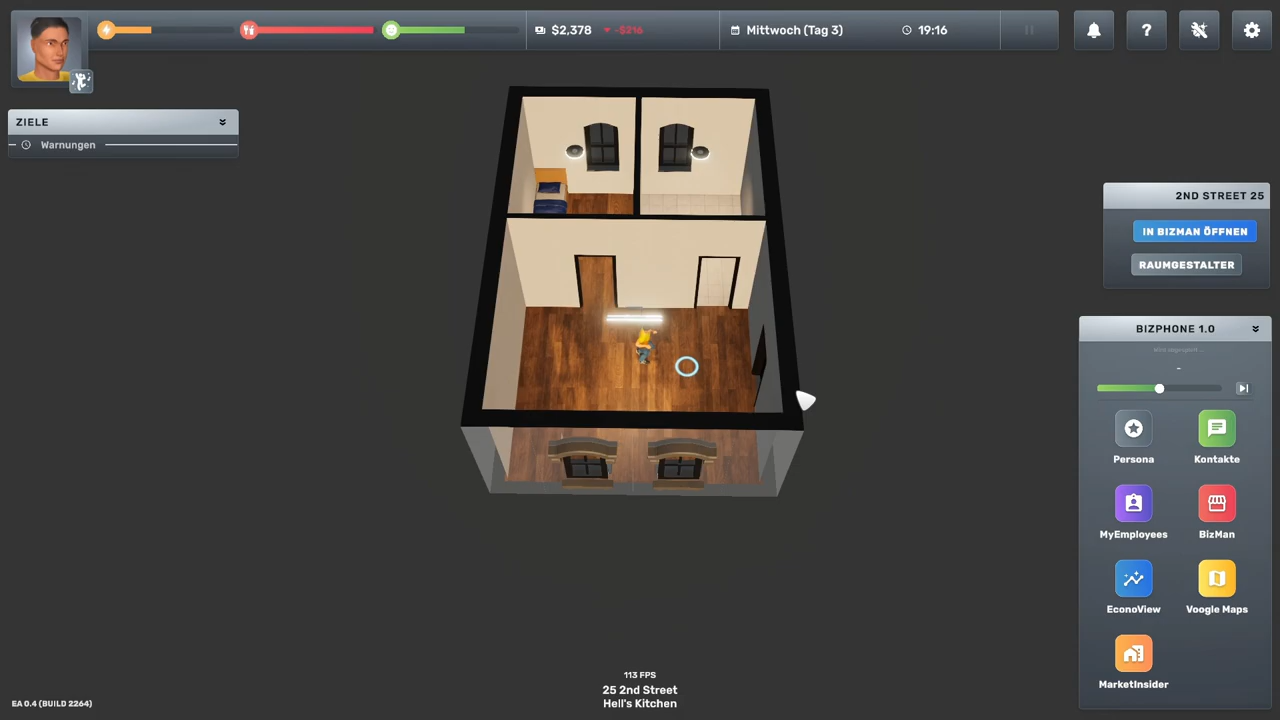 $2,378
-$216
Mittwoch (Tag 3)
19:16
?
ZIELE
Warnungen
2ND STREET 25
IN BIZMAN ÖFFNEN
RAUMGESTALTER
BIZPHONE 1.0
-
Persona
Kontakte
MyEmployees
BizMan
EconoView
Voogle Maps
MarketInsider
113 FPS
25 2nd Street
Hell's Kitchen
EA 0.4 (BUILD 2264)